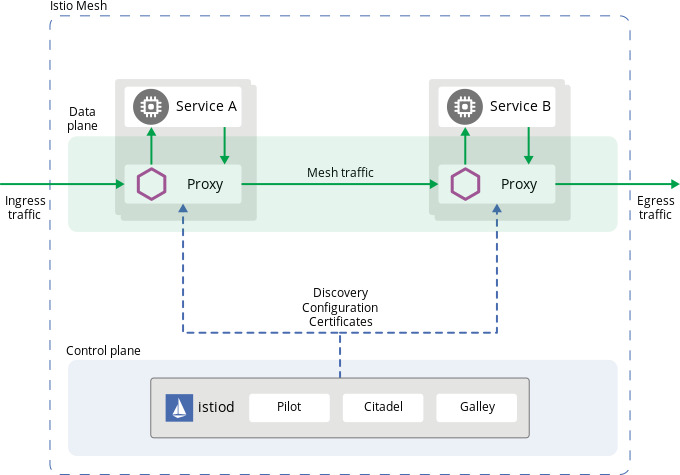 Istio Mesh
Data
plane
Service A
Service B
Proxy
Mesh traffic
Proxy
Ingress
traffic
Egress
traffic
Discovery
Configuration
Certificates
Control plane
istiod
Pilot
Citadel
Galley